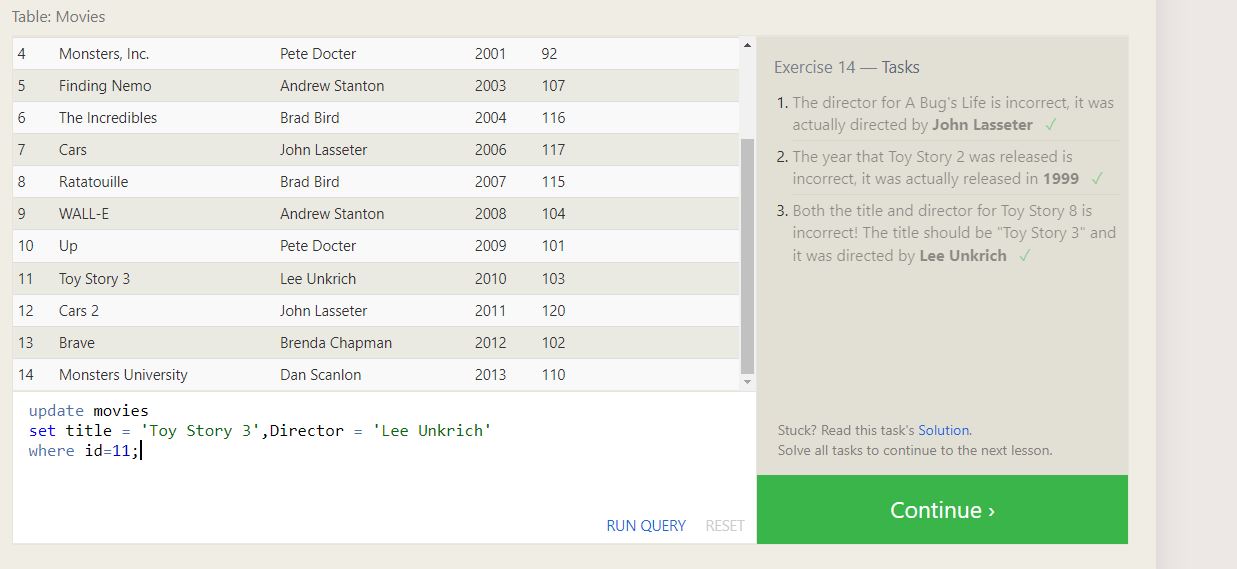 Table: Movies
4 Monsters, Inc. Pete Docter 2001 92
5 Finding Nemo Andrew Stanton 2003 107
6 The Incredibles Brad Bird 2004 116
7 Cars John Lasseter 2006 117
8 Ratatouille Brad Bird 2007 115
9 WALL-E Andrew Stanton 2008 104
10 Up Pete Docter 2009 101
11 Toy Story 3 Lee Unkrich 2010 103
12 Cars 2 John Lasseter 2011 120
13 Brave Brenda Chapman 2012 102
14 Monsters University Dan Scanlon 2013 110
update movies
set title = 'Toy Story 3',Director = 'Lee Unkrich'
where id=11;
RUN QUERY RESET
Exercise 14 — Tasks
1. The director for A Bug's Life is incorrect, it was
actually directed by John Lasseter ✓
2. The year that Toy Story 2 was released is
incorrect, it was actually released in 1999 ✓
3. Both the title and director for Toy Story 8 is
incorrect! The title should be "Toy Story 3" and
it was directed by Lee Unkrich ✓
Stuck? Read this task's Solution.
Solve all tasks to continue to the next lesson.
Continue ›